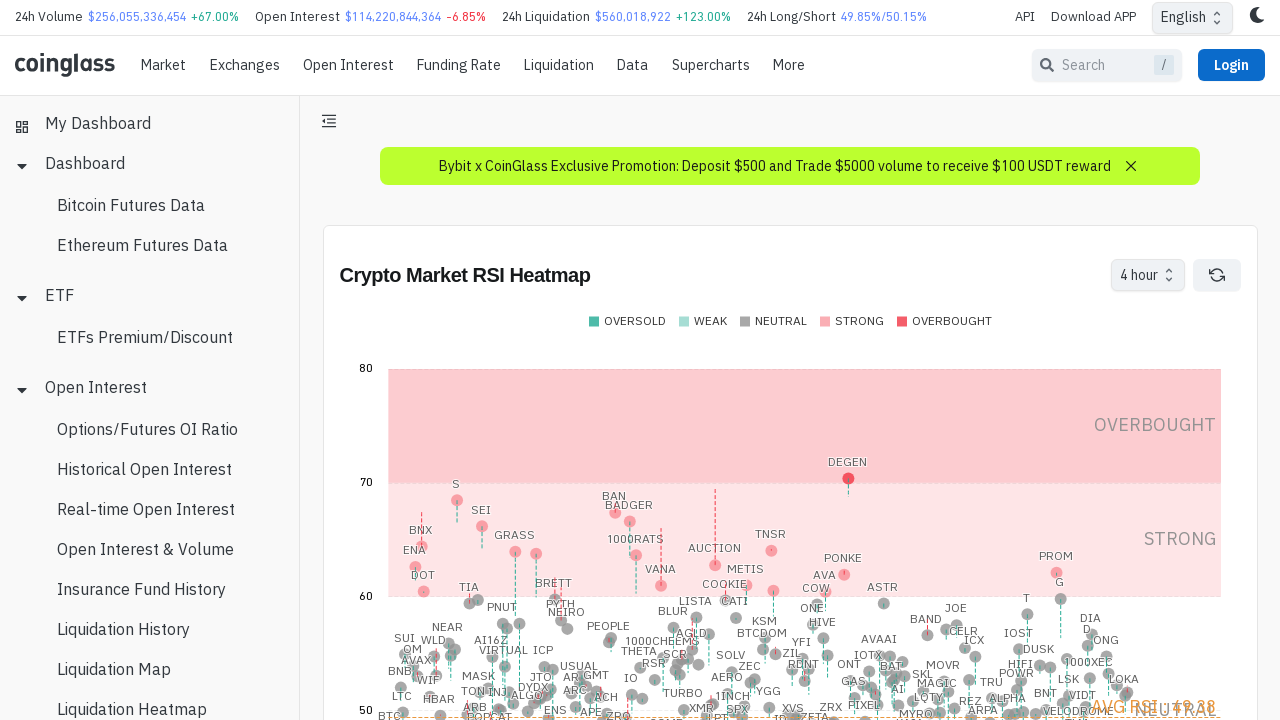 24h Volume $256,055,336,454 +67.00% Open Interest $114,220,844,364 -6.85% 24h Liquidation $560,018,922 +123.00% 24h Long/Short 49.85%/50.15% API Download APP English
coinglass Market Exchanges Open Interest Funding Rate Liquidation Data Supercharts More Search / Login
My Dashboard
Dashboard
Bitcoin Futures Data
Ethereum Futures Data
ETF
ETFs Premium/Discount
Open Interest
Options/Futures OI Ratio
Historical Open Interest
Real-time Open Interest
Open Interest & Volume
Insurance Fund History
Liquidation History
Liquidation Map
Liquidation Heatmap
Bybit x CoinGlass Exclusive Promotion: Deposit $500 and Trade $5000 volume to receive $100 USDT reward
Crypto Market RSI Heatmap 4 hour
OVERSOLD WEAK NEUTRAL STRONG OVERBOUGHT
80
OVERBOUGHT
DEGEN
70
S
BAN
BADGER
SEI
BNX
GRASS
1000RATS
TNSR
STRONG
ENA
AUCTION
PROM
PONKE
VANA
METIS
DOT
AVA
BRETT
COOKIE
G
TIA
COW
ASTR
60
PNUT
PYTH
LISTA
CATI
ONE!
JOE
T
NEIRO
BLUR
KSM
HIVE
BAND
DIA
NEAR
PEOPLE
AGLD
BTCDOM
CELR
IOST
D
SUI
WLD
AI16Z
1000CHEEMS
YFI
AVAAI
ICX
JONG
OM
VIRTUAL
ICP
THETA
SCR
SOLV
ZIL
IOTX
DUSK
AVAX
USUAL
RSR
ZEC
RUNT
ONT
BAT
MOVR
HIFI
1000XEC
BNB
WIF
MASK
JTO
AR
GMT
IO
AERO
GAS
SKL
POWR
LSK
LOKA
TON
INJ
DYDX
ARC
TURBO
1INCH
YGG
AI
MAGIC
TRU
BNT
VIDT
LTC
HBAR
ALGO
ACH
PIXEL
LQTY
REZ
ALPHA
ARB
ENS
APE
XMR
SPX
XVS
ZRX
ARPA
VELODROME
AVG RSI
NEUTRAL
50
BTC
ZRO
ZETA
MYRO